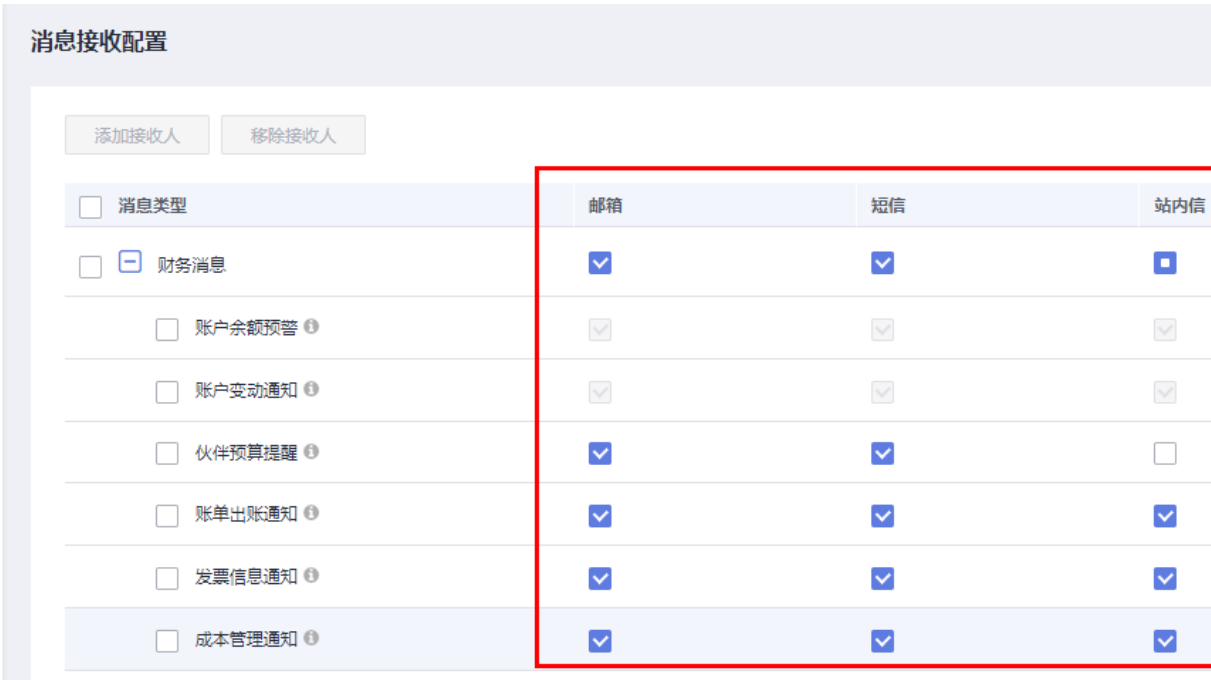 消息接收配置
添加接收人 移除接收人
消息类型 邮箱 短信 站内信
财务消息
账户余额预警
账户变动通知
伙伴预算提醒
账单出账通知
发票信息通知
成本管理通知